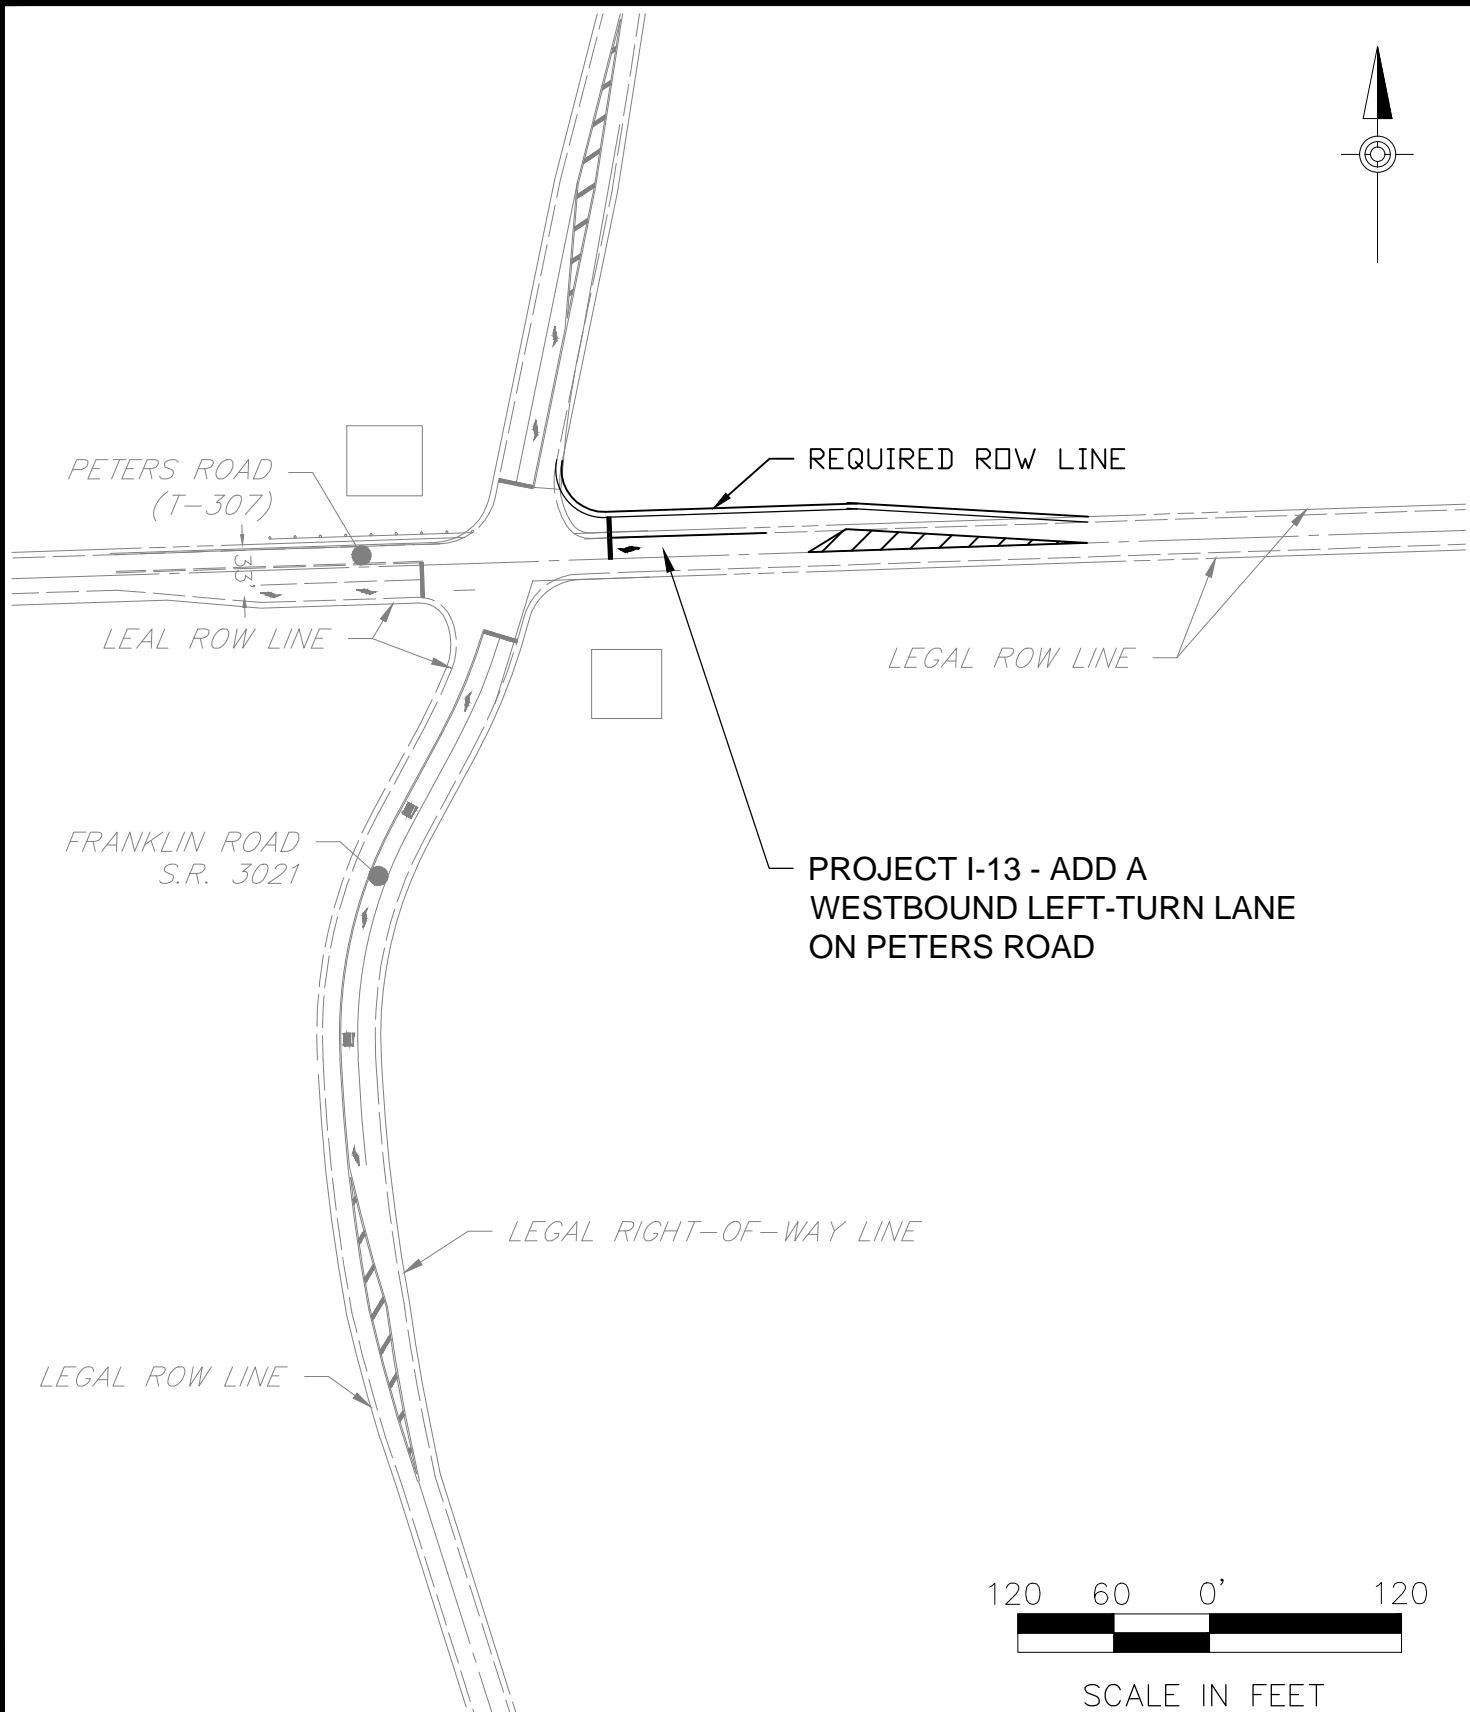 REQUIRED ROW LINE
PETERS ROAD
(T-307)
33'
LEAL ROW LINE
LEGAL ROW LINE
FRANKLIN ROAD
S.R. 3021
PROJECT I-13 - ADD A
WESTBOUND LEFT-TURN LANE
ON PETERS ROAD
LEGAL RIGHT-OF-WAY LINE
LEGAL ROW LINE
120 60 0' 120
SCALE IN FEET